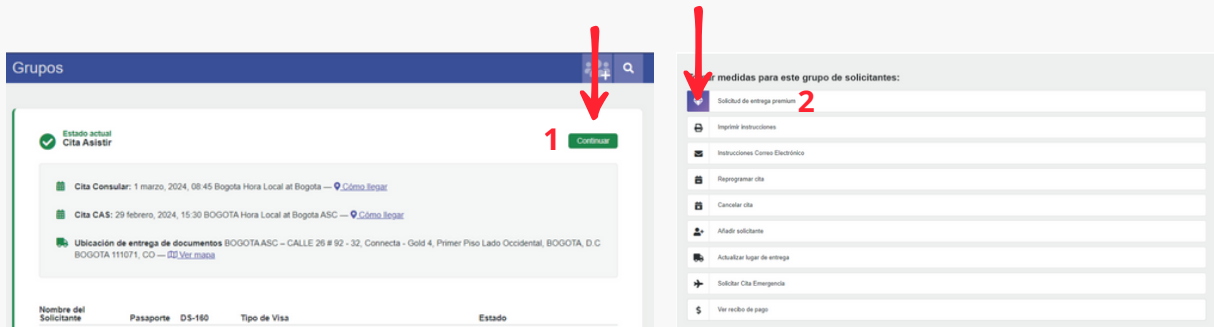 Grupos
Estado actual
Cita Asistir
1
Continuar
Cita Consular: 1 marzo, 2024, 08:45 Bogota Hora Local at Bogota — Cómo llegar
Cita CAS: 29 febrero, 2024, 15:30 BOGOTA Hora Local at Bogota ASC — Cómo llegar
Ubicación de entrega de documentos BOGOTA ASC – CALLE 26 # 92 - 32, Connecta - Gold 4, Primer Piso Lado Occidental, BOGOTA, D.C.
BOGOTA 111071, CO — Ver mapa
Nombre del
Solicitante Pasaporte DS-160 Tipo de Visa Estado
medidas para este grupo de solicitantes:
Solicitud de entrega premium 2
Imprimir Instrucciones
Instrucciones Correo Electrónico
Reprogramar cita
Cancelar cita
Añadir solicitante
Actualizar lugar de entrega
Solicitar Cita Emergencia
Ver recibo de pago